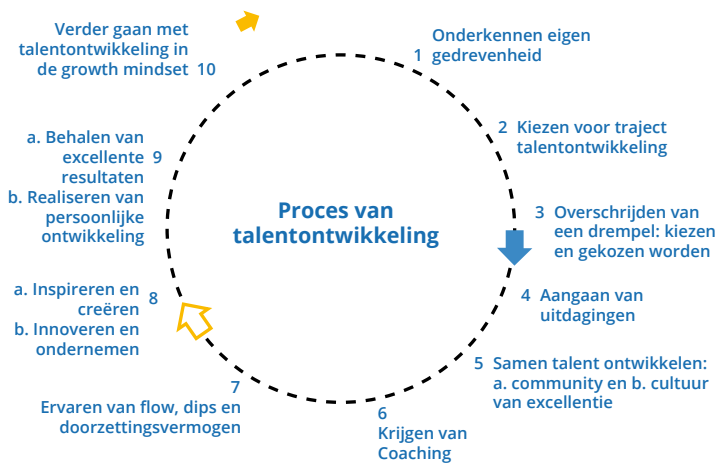 Proces van
talentontwikkeling
1 Onderkennen eigen
gedrevenheid
2 Kiezen voor traject
talentontwikkeling
3 Overschrijden van
een drempel: kiezen
en gekozen worden
4 Aangaan van
uitdagingen
5 Samen talent ontwikkelen:
a. community en b. cultuur
van excellentie
6
Krijgen van
Coaching
7
Ervaren van flow, dips en
doorzettingsvermogen
a. Inspireren en 8
creëren
b. Innoveren en
ondernemen
a. Behalen van
excellente 9
resultaten
b. Realiseren van
persoonlijke
ontwikkeling
Verder gaan met
talentontwikkeling in
de growth mindset 10